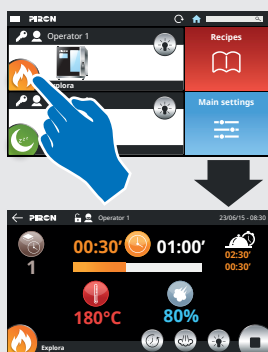 PIRON
Operator 1
Recipes
Explora
Main settings
PIRON Operator 1 23/06/15 - 08:30
00:30’ 01:00’
02:30’
00:30’
1
180°C 80%
Explora